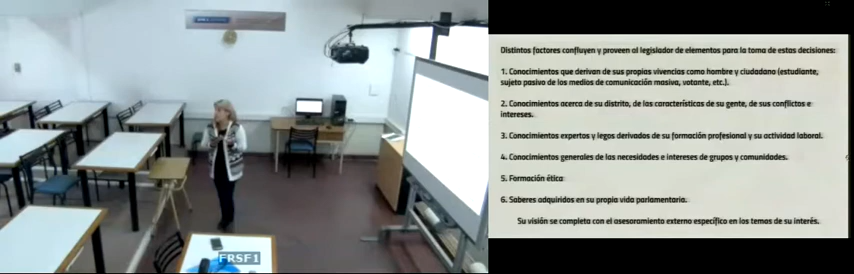 Distintos factores confluyen y proveen al legislador de elementos para la toma de estas decisiones:
1. Conocimientos que derivan de sus propias vivencias como hombre y ciudadano (estudiante,
sujeto pasivo de los medios de comunicación masiva, votante, etc.).
2. Conocimientos acerca de su distrito, de las características de su gente, de sus conflictos e
intereses.
3. Conocimientos expertos y legos derivados de su formación profesional y su actividad laboral.
4. Conocimientos generales de las necesidades e intereses de grupos y comunidades.
5. Formación ética
6. Saberes adquiridos en su propia vida parlamentaria.
Su visión se completa con el asesoramiento externo específico en los temas de su interés.
FRSF1